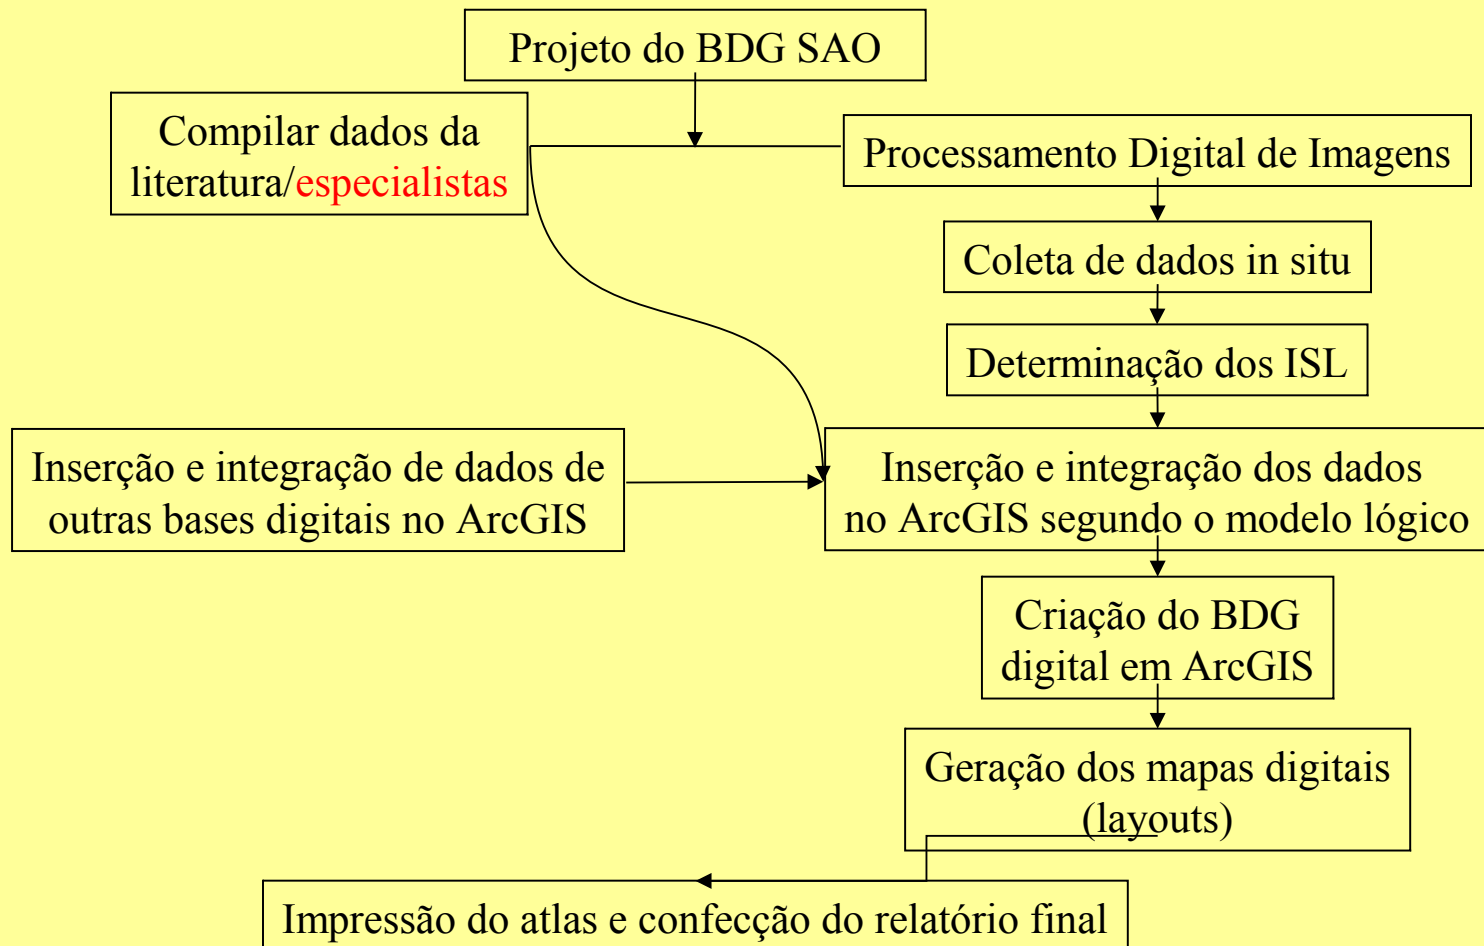 Projeto do BDG SAO
Compilar dados da
literatura/especialistas
Processamento Digital de Imagens
Coleta de dados in situ
Determinação dos ISL
Inserção e integração de dados de
outras bases digitais no ArcGIS
Inserção e integração dos dados
no ArcGIS segundo o modelo lógico
Criação do BDG
digital em ArcGIS
Geração dos mapas digitais
(layouts)
Impressão do atlas e confecção do relatório final